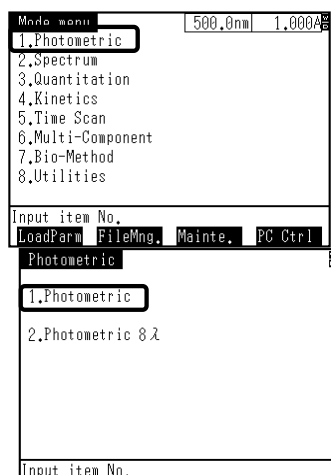 Mode menu 500.0nm 1.000A
1.Photometric
2.Spectrum
3.Quantitation
4.Kinetics
5.Time Scan
6.Multi-Component
7.Bio-Method
8.Utilities
Input item No.
LoadParm FileMng. Mainte. PC Ctrl
Photometric
1.Photometric
2.Photometric 8λ
Input item No.